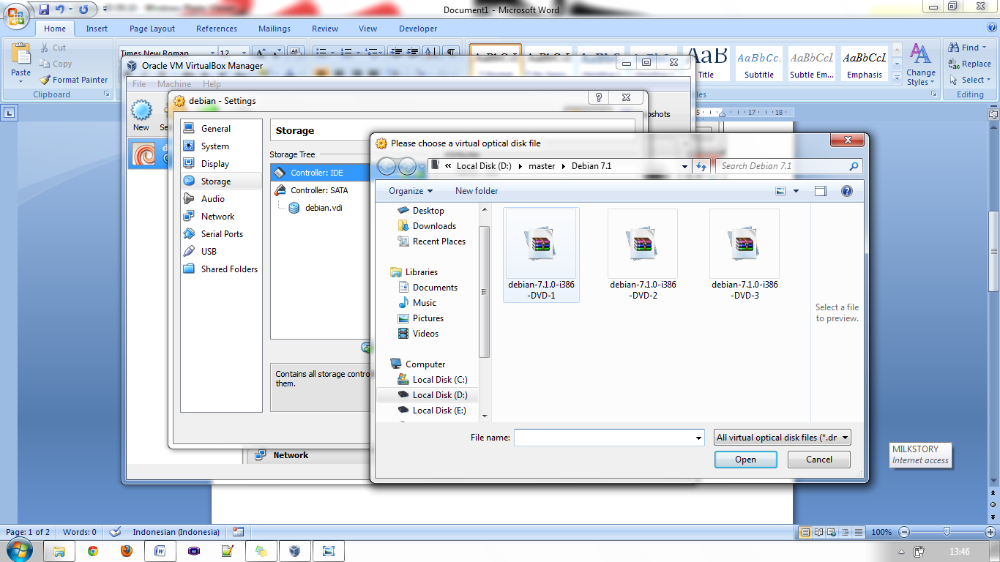 Document1 - Microsoft Word
Home Insert Page Layout References Mailings Review View Developer
Cut
Copy
Format Painter
Paste
Clipboard
Times New Roman 12
Title
AaBbCc. Subtitle
AaBbCcI Subtle Em...
AaBbCcL Emphasis
Change Styles
Find
Replace
Select
Editing
Oracle VM VirtualBox Manager
File Machine Help
New
debian - Settings
General
System
Display
Storage
Audio
Network
Serial Ports
USB
Shared Folders
Storage
Storage Tree
Controller: IDE
Controller: SATA
debian.vdi
Contains all storage contro
them.
Network
Please choose a virtual optical disk file
« Local Disk (D:) master Debian 7.1
Search Debian 7.1
Organize New folder
Desktop
Downloads
Recent Places
Libraries
Documents
Music
Pictures
Videos
Computer
Local Disk (C:)
Local Disk (D:)
Local Disk (E:)
debian-7.1.0-i386
-DVD-1
debian-7.1.0-i386
-DVD-2
debian-7.1.0-i386
-DVD-3
Select a file
to preview.
File name:
All virtual optical disk files (*.dr
Open Cancel
17 18
MILKSTORY
Internet access
Page: 1 of 2 Words: 0 Indonesian (Indonesia) 100%
13:46